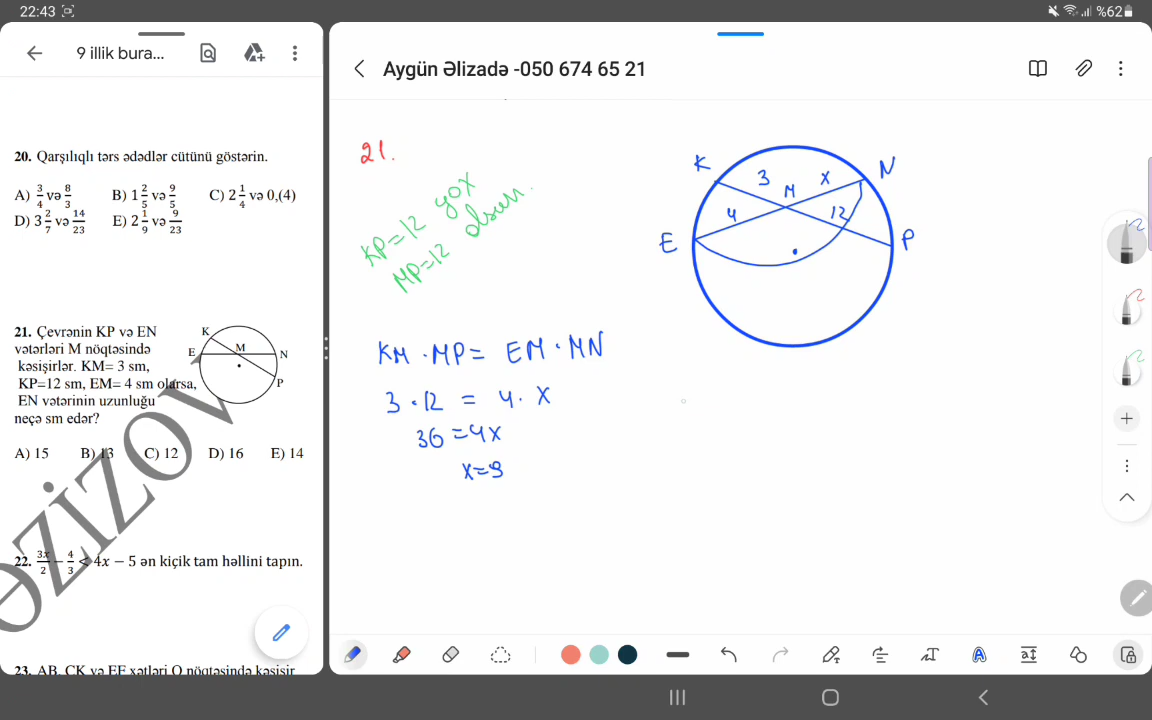 22:43 %62
9 illik bura...
20. Qarşılıqlı tərs ədədlər cütünü göstərin.
A) 3/4 və 8/3 B) 1 2/5 və 9/5 C) 2 1/4 və 0,(4)
D) 3 2/7 və 14/23 E) 2 1/9 və 9/23
21. Çevrənin KP və EN
vətərləri M nöqtəsində
kəsişirlər. KM= 3 sm,
KP=12 sm, EM= 4 sm olarsa,
EN vətərinin uzunluğu
neçə sm edər?
K
E
M
N
P
A) 15 B) 13 C) 12 D) 16 E) 14
22. 3x/2 − 4/3 < 4x − 5 ən kiçik tam həllini tapın.
23. AB, CK və EF xətləri O nöqtəsində kəsişir
ƏZİZOV
Aygün Əlizadə -050 674 65 21
21.
KP=12 yox
MP=12 olsun.
K
3
M
x
N
4
12
E
P
KM · MP = EM · MN
3 · 12 = 4 · x
36 = 4x
x=9